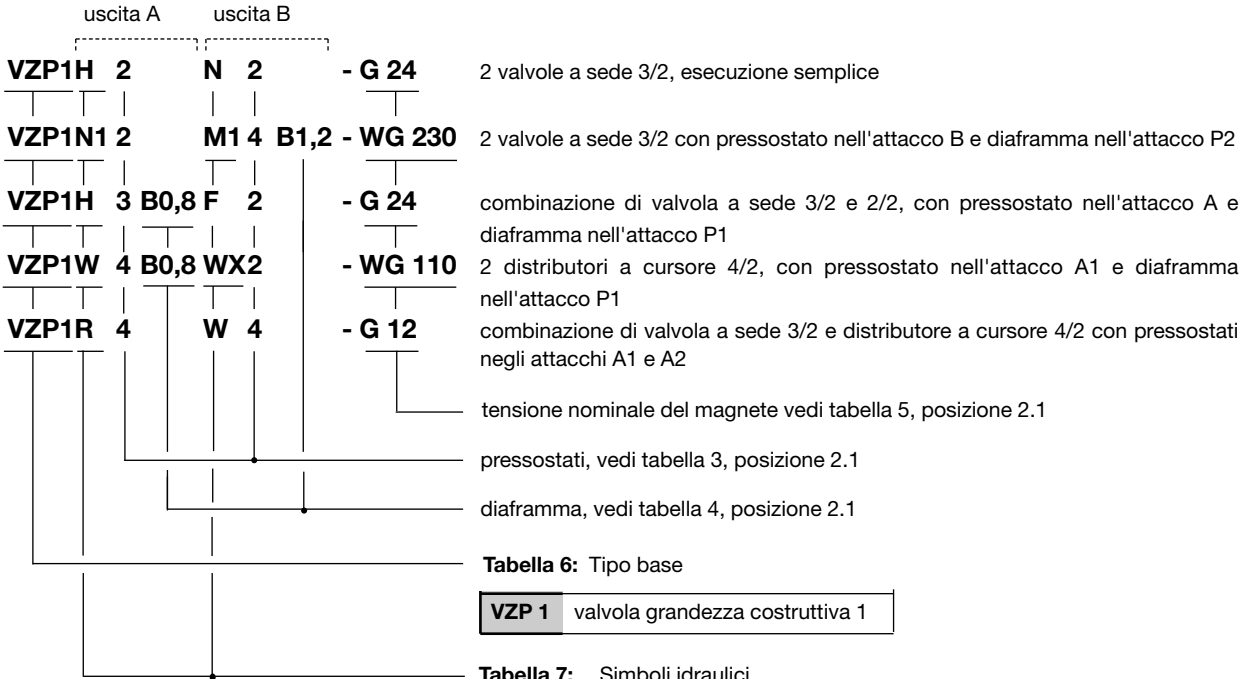 uscita A uscita B
VZP1H 2 N 2 - G 24 2 valvole a sede 3/2, esecuzione semplice
VZP1N1 2 M1 4 B1,2 - WG 230 2 valvole a sede 3/2 con pressostato nell'attacco B e diaframma nell'attacco P2
VZP1H 3 B0,8 F 2 - G 24 combinazione di valvola a sede 3/2 e 2/2, con pressostato nell'attacco A e
diaframma nell'attacco P1
VZP1W 4 B0,8 WX2 - WG 110 2 distributori a cursore 4/2, con pressostato nell'attacco A1 e diaframma
nell'attacco P1
VZP1R 4 W 4 - G 12 combinazione di valvola a sede 3/2 e distributore a cursore 4/2 con pressostati
negli attacchi A1 e A2
tensione nominale del magnete vedi tabella 5, posizione 2.1
pressostati, vedi tabella 3, posizione 2.1
diaframma, vedi tabella 4, posizione 2.1
Tabella 6: Tipo base
VZP 1 valvola grandezza costruttiva 1
Tabella 7: Simboli idraulici